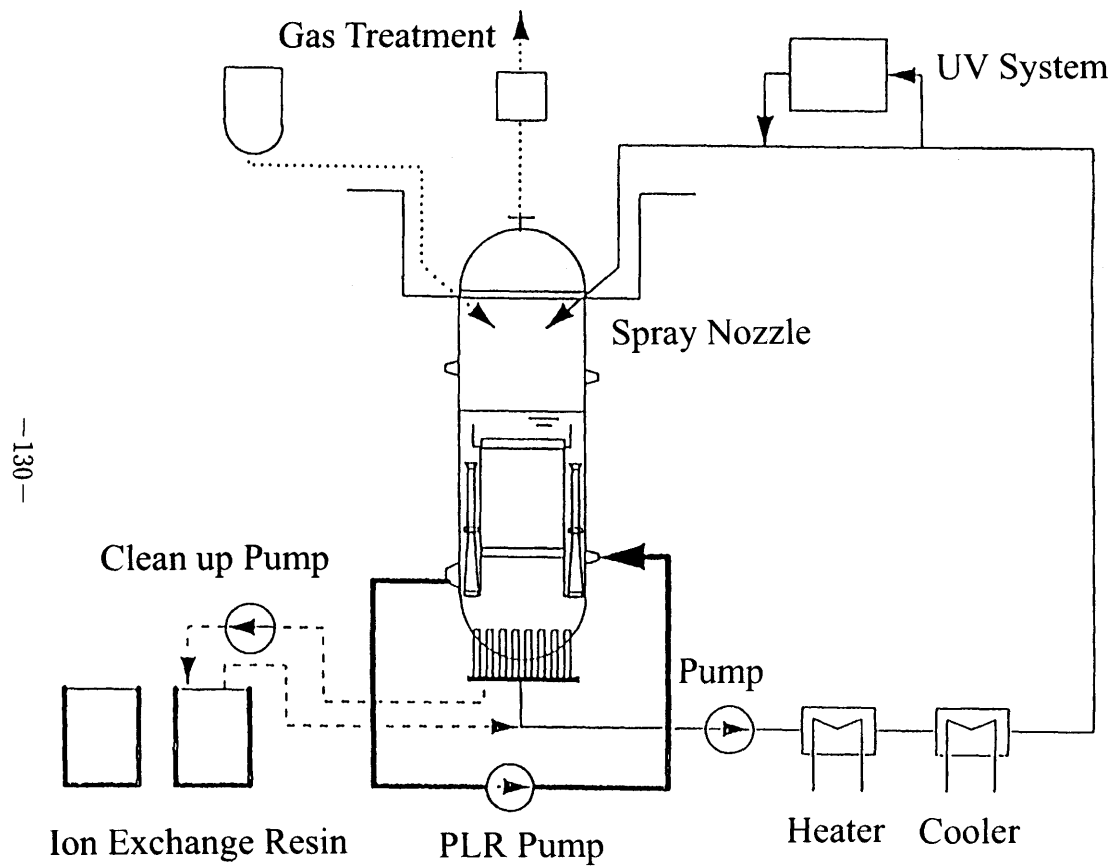 Gas Treatment
UV System
Spray Nozzle
—130—
Clean up Pump
Pump
Ion Exchange Resin
PLR Pump
Heater
Cooler